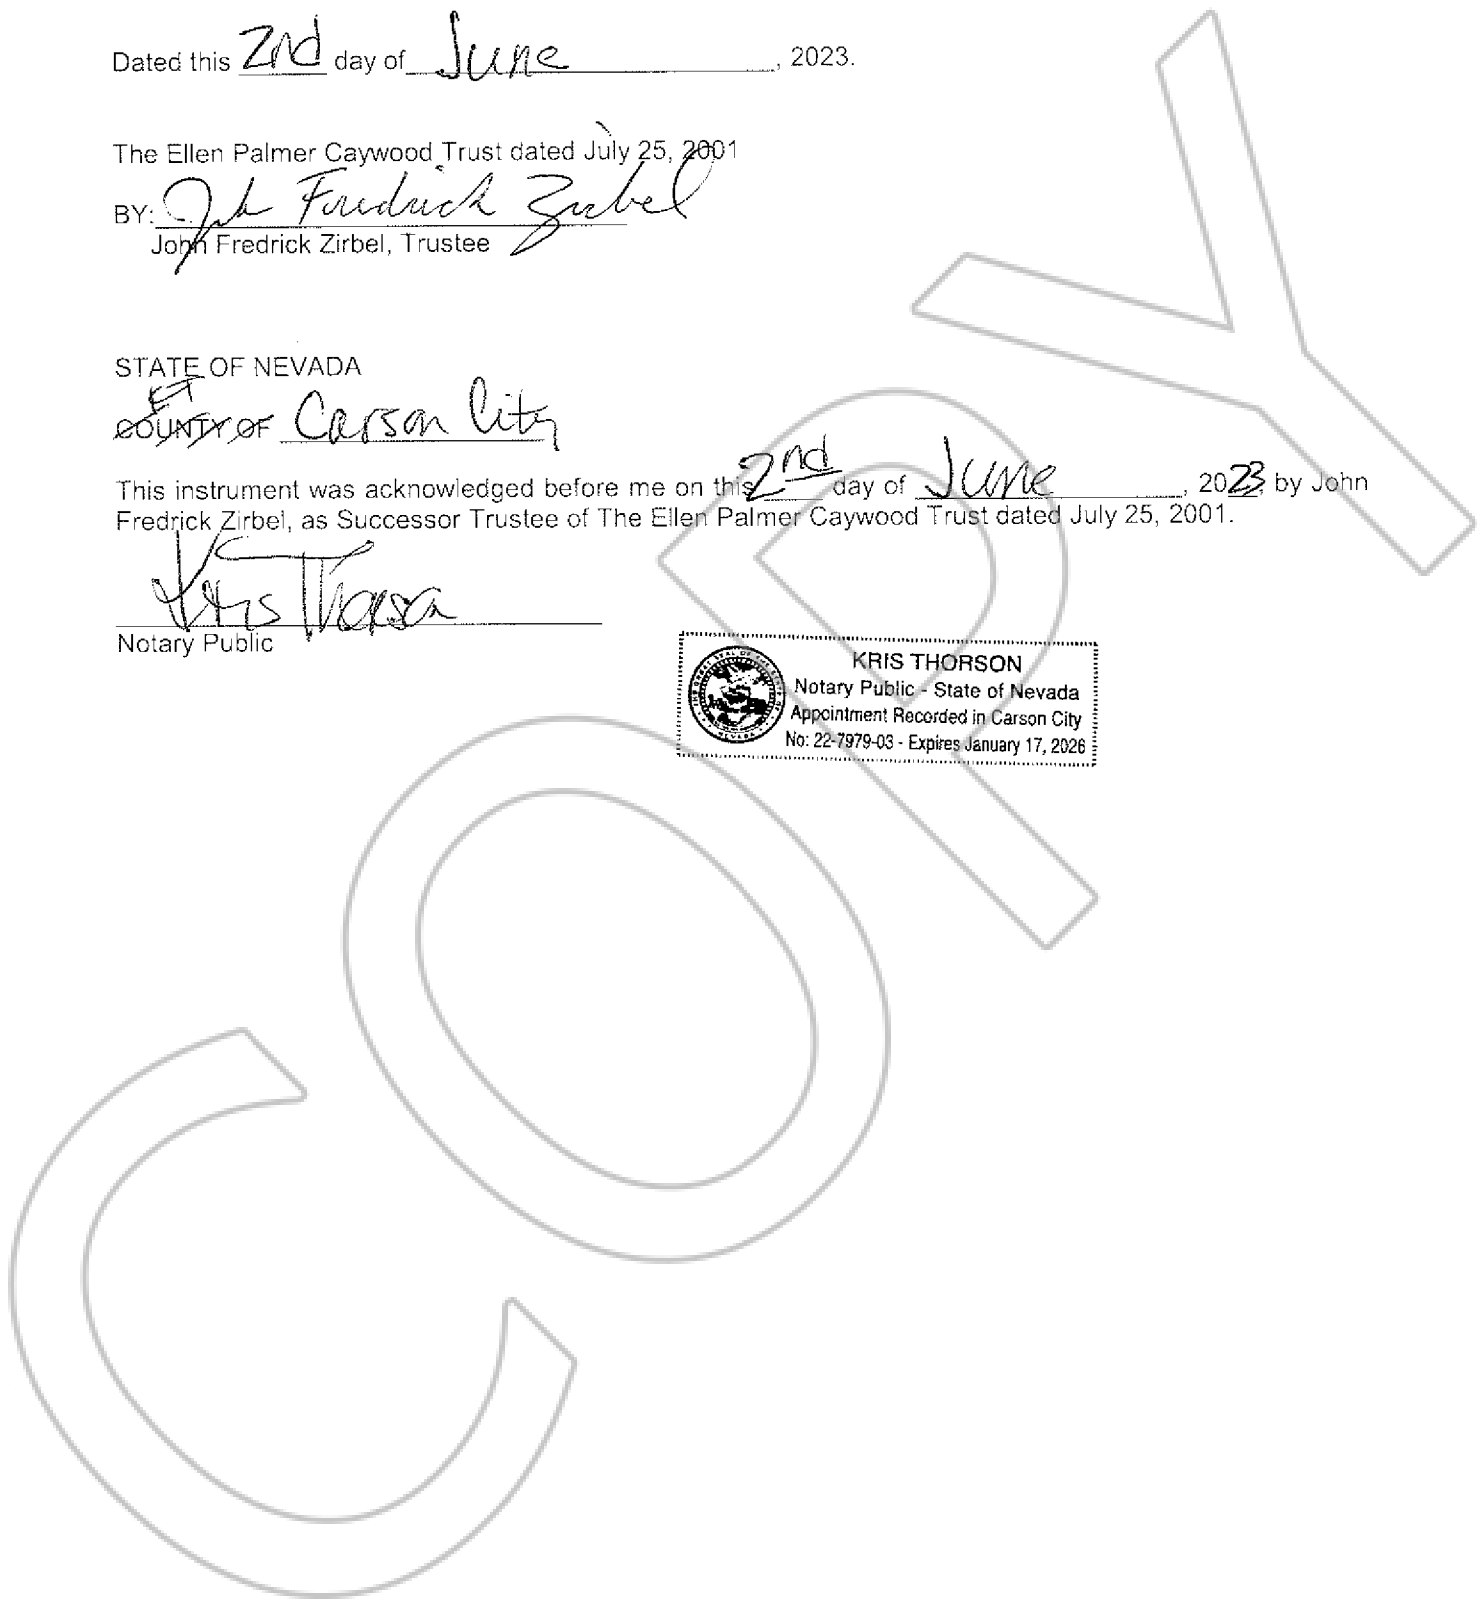 Dated this 2nd day of June, 2023.
The Ellen Palmer Caywood Trust dated July 25, 2001
BY: John Fredrick Zirbel
John Fredrick Zirbel, Trustee
STATE OF NEVADA
COUNTY OF Carson City
This instrument was acknowledged before me on this 2nd day of June, 2023 by John
Fredrick Zirbel, as Successor Trustee of The Ellen Palmer Caywood Trust dated July 25, 2001.
Kris Thorson
Notary Public
KRIS THORSON
Notary Public - State of Nevada
Appointment Recorded in Carson City
No: 22-7979-03 - Expires January 17, 2026
COPY